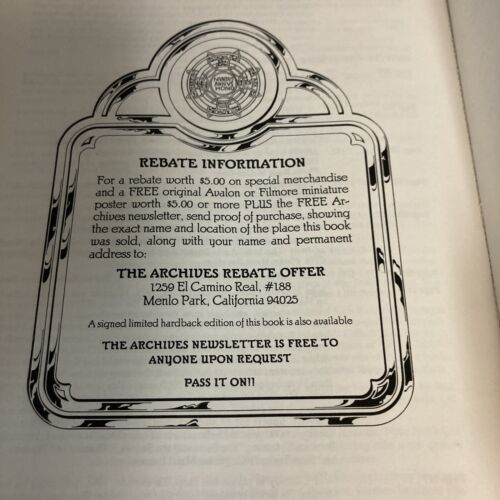 REBATE INFORMATION
For a rebate worth $5.00 on special merchandise
and a FREE original Avalon or Filmore miniature
poster worth $5.00 or more PLUS the FREE Ar-
chives newsletter, send proof of purchase, showing
the exact name and location of the place this book
was sold, along with your name and permanent
address to:
THE ARCHIVES REBATE OFFER
1259 El Camino Real, #188
Menlo Park, California 94025
A signed limited hardback edition of this book is also available
THE ARCHIVES NEWSLETTER IS FREE TO
ANYONE UPON REQUEST
PASS IT ON!!